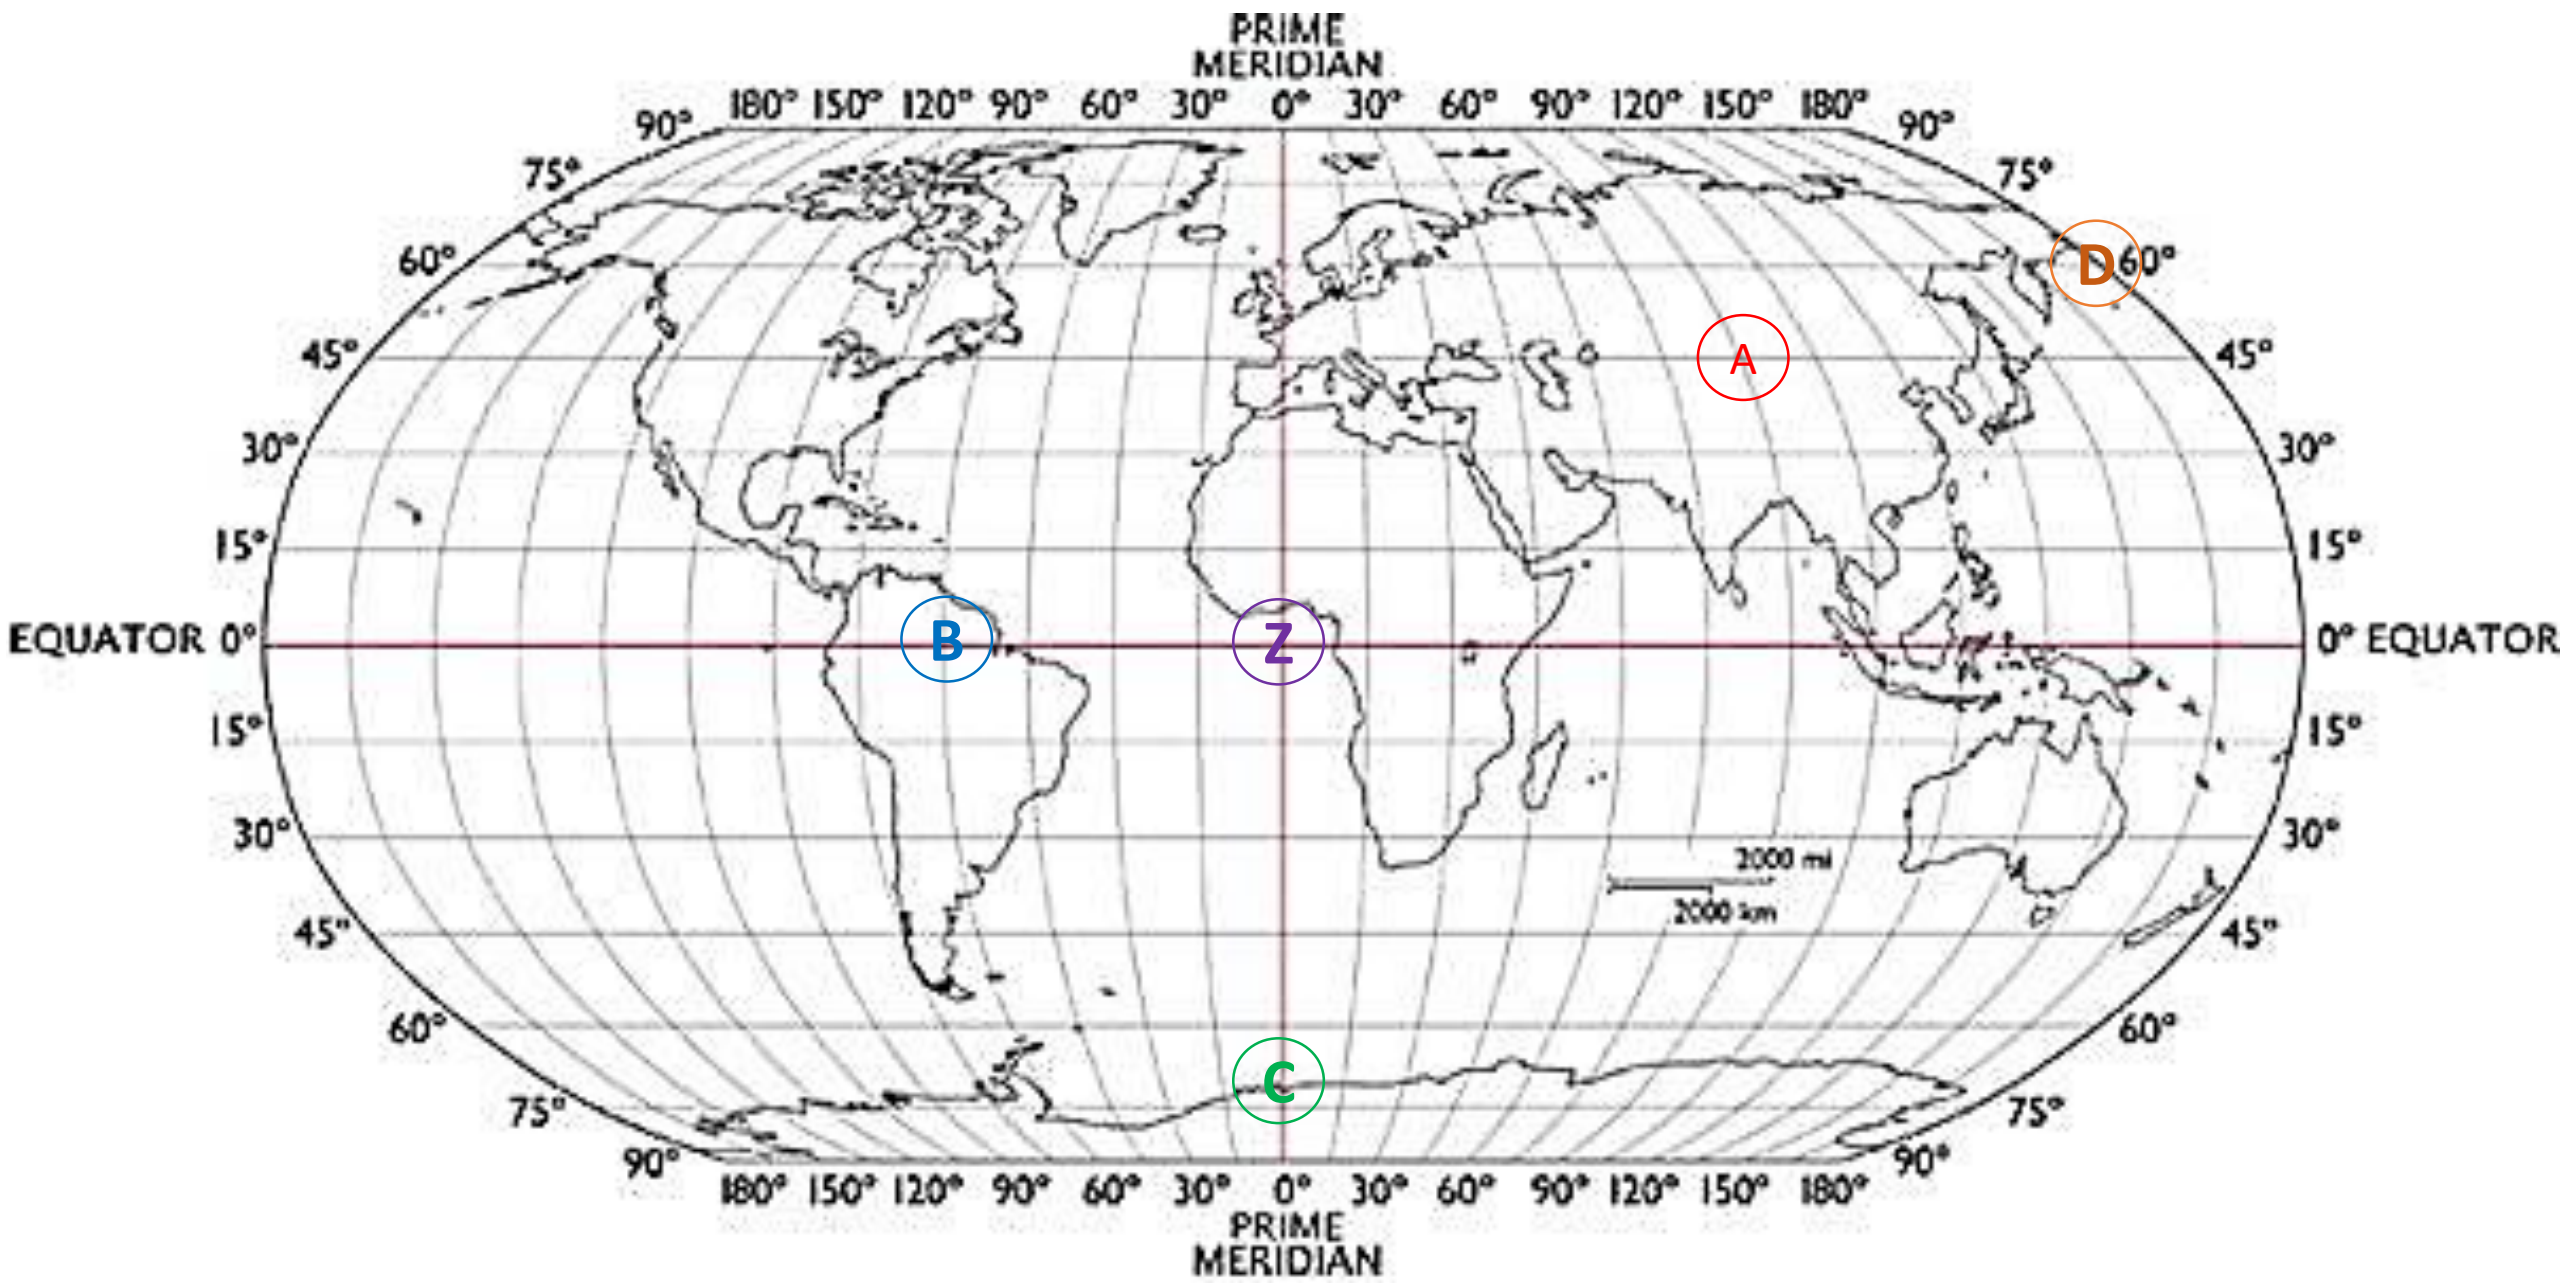 PRIME
MERIDIAN
180° 150° 120° 90° 60° 30° 0° 30° 60° 90° 120° 150° 180°
90° 90°
75° 75°
60° D 60°
45° A 45°
30° 30°
15° 15°
EQUATOR 0° B Z 0° EQUATOR
15° 15°
30° 30°
2000 mi
2000 km
45° 45°
60° 60°
C
75° 75°
90° 90°
180° 150° 120° 90° 60° 30° 0° 30° 60° 90° 120° 150° 180°
PRIME
MERIDIAN